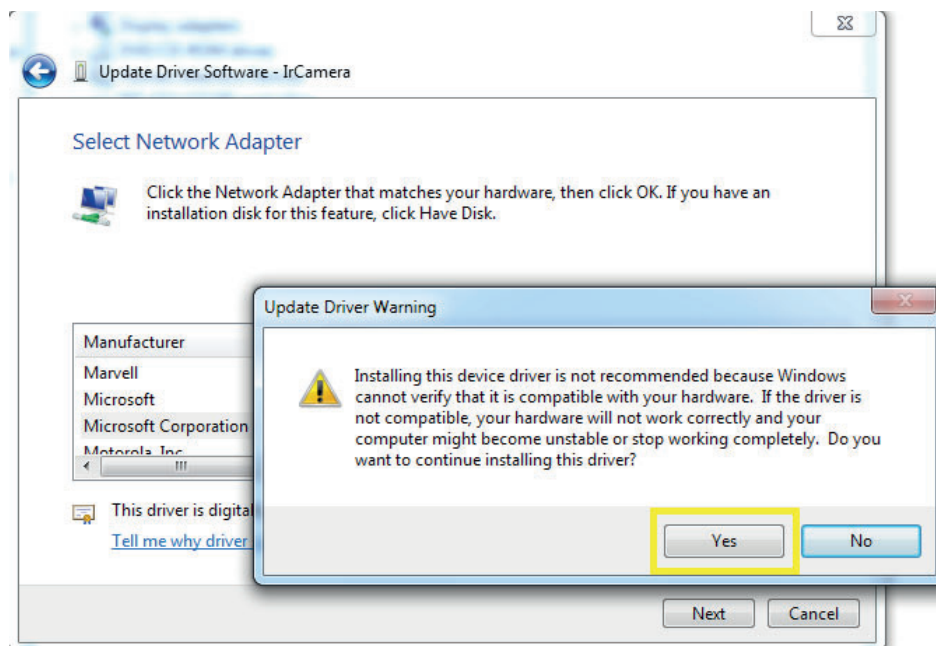 Update Driver Software - IrCamera
Select Network Adapter
Click the Network Adapter that matches your hardware, then click OK. If you have an
installation disk for this feature, click Have Disk.
Update Driver Warning
Manufacturer
Marvell
Microsoft
Microsoft Corporation
Motorola, Inc.
Installing this device driver is not recommended because Windows
cannot verify that it is compatible with your hardware. If the driver is
not compatible, your hardware will not work correctly and your
computer might become unstable or stop working completely. Do you
want to continue installing this driver?
This driver is digital
Tell me why driver
Yes No
Next Cancel